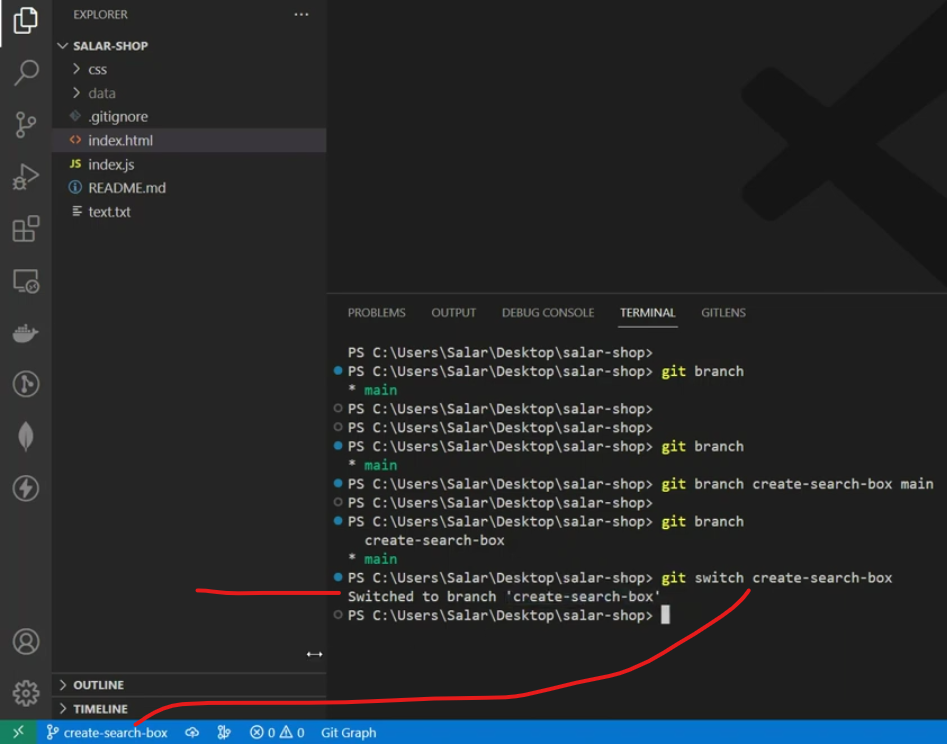 EXPLORER
SALAR-SHOP
css
data
.gitignore
index.html
JS index.js
README.md
text.txt
OUTLINE
TIMELINE
PROBLEMS OUTPUT DEBUG CONSOLE TERMINAL GITLENS
PS C:\Users\Salar\Desktop\salar-shop>
PS C:\Users\Salar\Desktop\salar-shop> git branch
* main
PS C:\Users\Salar\Desktop\salar-shop>
PS C:\Users\Salar\Desktop\salar-shop>
PS C:\Users\Salar\Desktop\salar-shop> git branch
* main
PS C:\Users\Salar\Desktop\salar-shop> git branch create-search-box main
PS C:\Users\Salar\Desktop\salar-shop>
PS C:\Users\Salar\Desktop\salar-shop> git branch
create-search-box
* main
PS C:\Users\Salar\Desktop\salar-shop> git switch create-search-box
Switched to branch 'create-search-box'
PS C:\Users\Salar\Desktop\salar-shop>
create-search-box 0 0 Git Graph